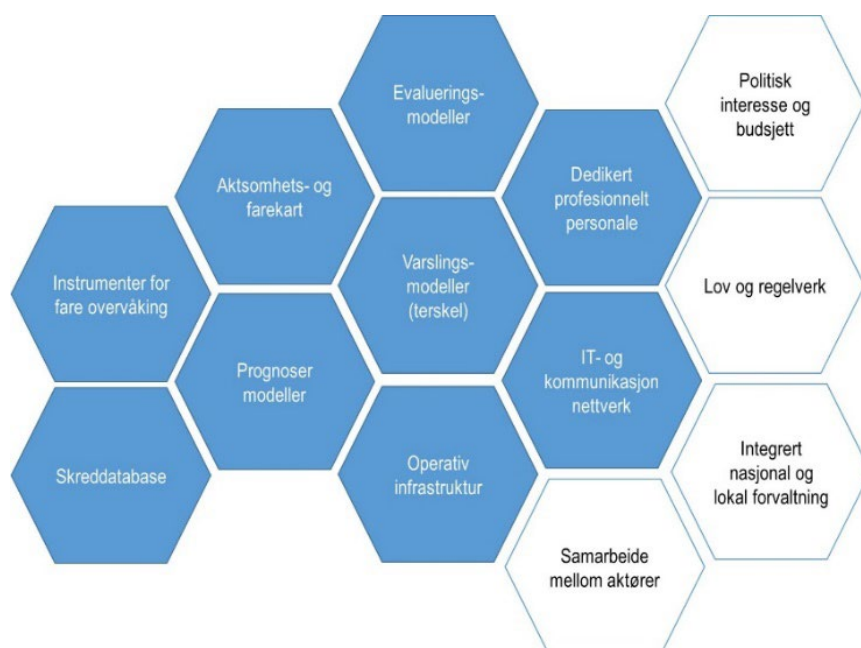 Evaluerings-
modeller
Politisk
interesse og
budsjett
Aktsomhets- og
farekart
Dedikert
profesjonelt
personale
Instrumenter for
fare overvåking
Varslings-
modeller
(terskel)
Lov og regelverk
Prognoser
modeller
IT- og
kommunikasjon
nettverk
Skreddatabase
Operativ
infrastruktur
Integrert
nasjonal og
lokal forvaltning
Samarbeide
mellom aktører